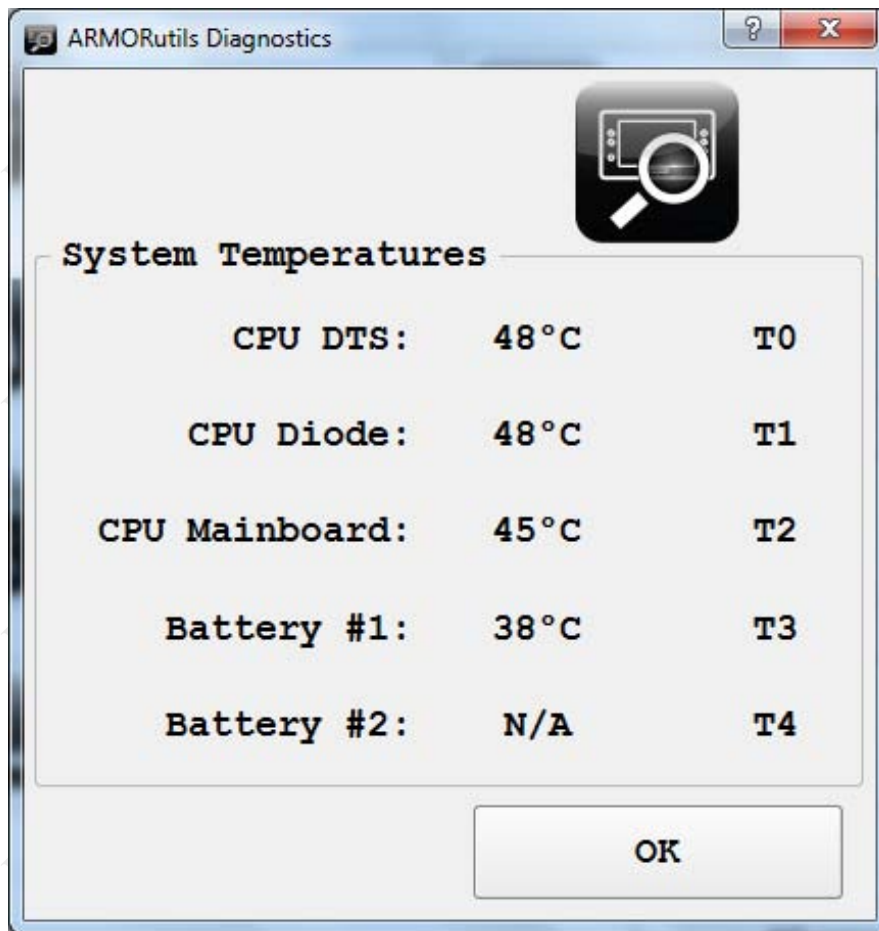 ARMORutils Diagnostics
System Temperatures
CPU DTS: 48°C T0
CPU Diode: 48°C T1
CPU Mainboard: 45°C T2
Battery #1: 38°C T3
Battery #2: N/A T4
OK